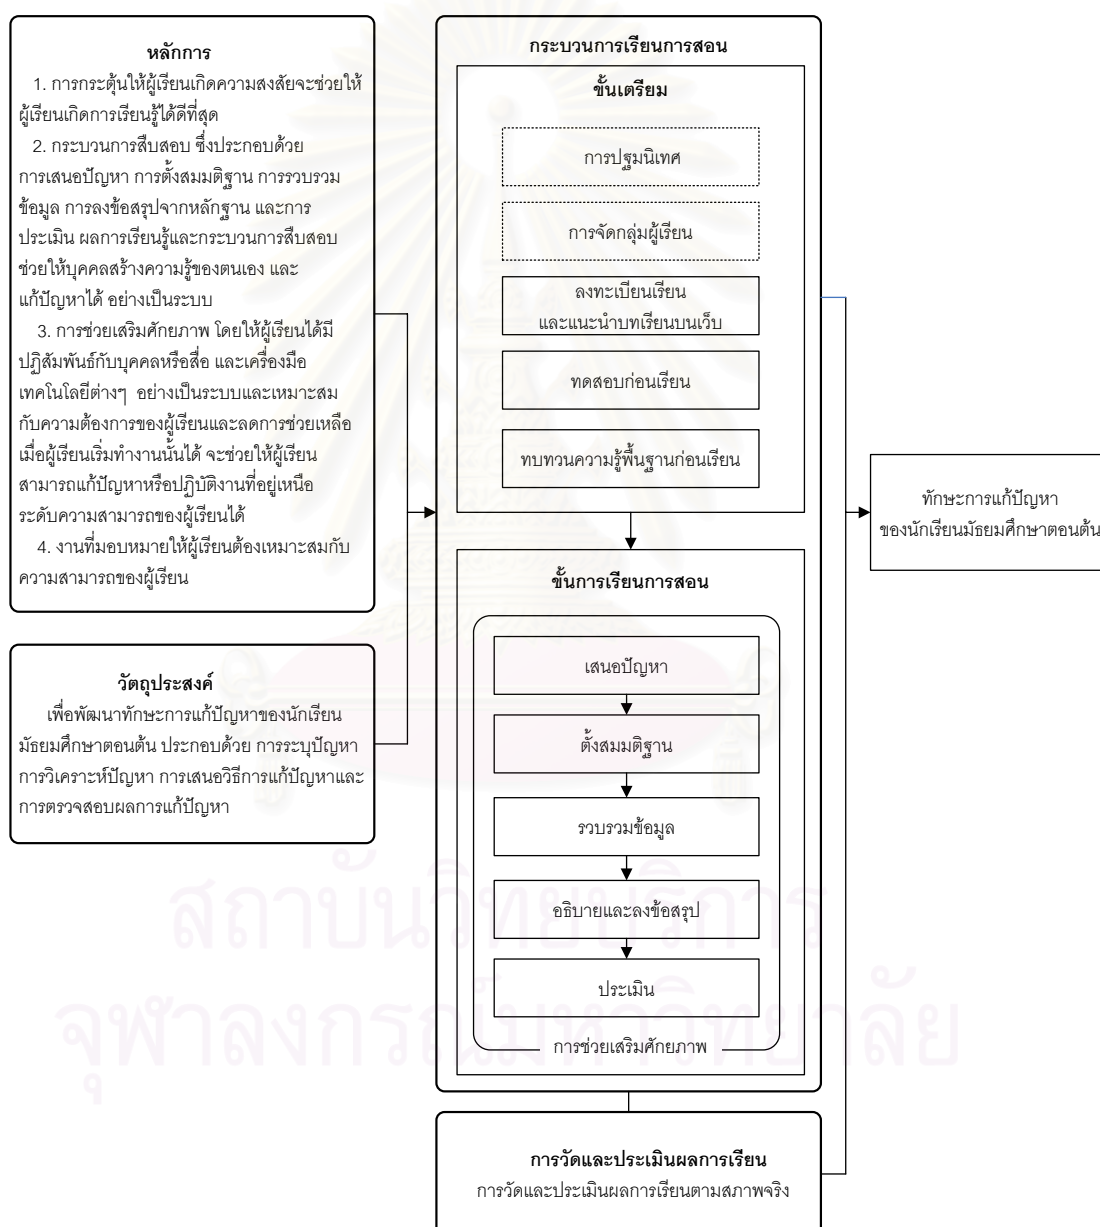 หลักการ
1. การกระตุ้นให้ผู้เรียนเกิดความสงสัยจะช่วยให้
ผู้เรียนเกิดการเรียนรู้ได้ดีที่สุด
2. กระบวนการสืบสอบ ซึ่งประกอบด้วย
การเสนอปัญหา การตั้งสมมติฐาน การรวบรวม
ข้อมูล การลงข้อสรุปจากหลักฐาน และการ
ประเมิน ผลการเรียนรู้และกระบวนการสืบสอบ
ช่วยให้บุคคลสร้างความรู้ของตนเอง และ
แก้ปัญหาได้ อย่างเป็นระบบ
3. การช่วยเสริมศักยภาพ โดยให้ผู้เรียนได้มี
ปฏิสัมพันธ์กับบุคคลหรือสื่อ และเครื่องมือ
เทคโนโลยีต่างๆ อย่างเป็นระบบและเหมาะสม
กับความต้องการของผู้เรียนและลดการช่วยเหลือ
เมื่อผู้เรียนเริ่มทำงานนั้นได้ จะช่วยให้ผู้เรียน
สามารถแก้ปัญหาหรือปฏิบัติงานที่อยู่เหนือ
ระดับความสามารถของผู้เรียนได้
4. งานที่มอบหมายให้ผู้เรียนต้องเหมาะสมกับ
ความสามารถของผู้เรียน
วัตถุประสงค์
เพื่อพัฒนาทักษะการแก้ปัญหาของนักเรียน
มัธยมศึกษาตอนต้น ประกอบด้วย การระบุปัญหา
การวิเคราะห์ปัญหา การเสนอวิธีการแก้ปัญหาและ
การตรวจสอบผลการแก้ปัญหา
กระบวนการเรียนการสอน
ขั้นเตรียม
การปฐมนิเทศ
การจัดกลุ่มผู้เรียน
ลงทะเบียนเรียน
และแนะนำบทเรียนบนเว็บ
ทดสอบก่อนเรียน
ทบทวนความรู้พื้นฐานก่อนเรียน
ขั้นการเรียนการสอน
เสนอปัญหา
ตั้งสมมติฐาน
รวบรวมข้อมูล
อธิบายและลงข้อสรุป
ประเมิน
การช่วยเสริมศักยภาพ
การวัดและประเมินผลการเรียน
การวัดและประเมินผลการเรียนตามสภาพจริง
ทักษะการแก้ปัญหา
ของนักเรียนมัธยมศึกษาตอนต้น
สถาบันวิทยบริการ
จุฬาลงกรณ์มหาวิทยาลัย